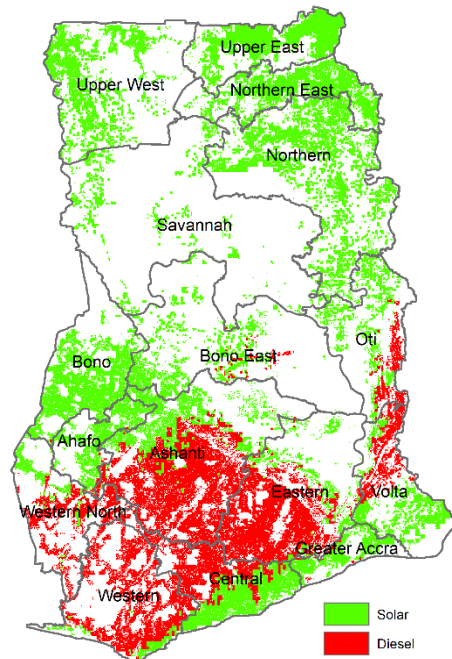 Upper East
Upper West
Northern East
Northern
Savannah
Oti
Bono East
Bono
Ahafo
Ashanti
Eastern
Volta
Western North
Greater Accra
Central
Western
Solar
Diesel